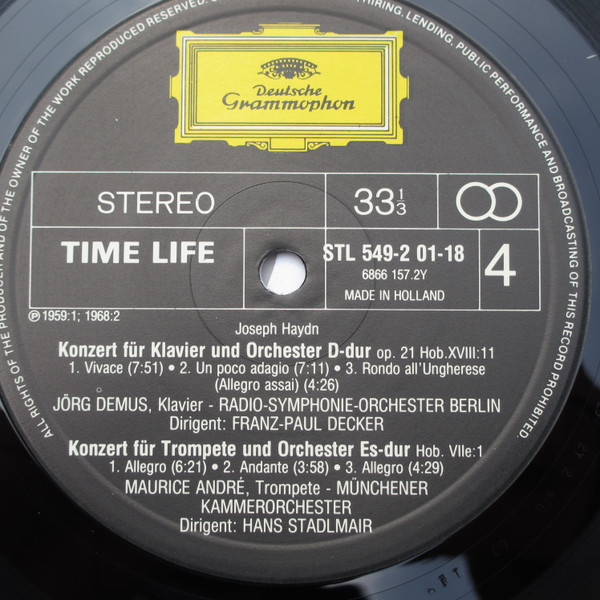 ALL RIGHTS OF THE PRODUCER AND OF THE OWNER OF THE WORK REPRODUCED RESERVED. HIRING, LENDING, PUBLIC PERFORMANCE AND BROADCASTING OF THIS RECORD PROHIBITED.
Deutsche
Grammophon
STEREO
33 1/3
TIME LIFE
STL 549-2 01-18
6866 157.2Y
MADE IN HOLLAND
4
℗ 1959:1; 1968:2
Joseph Haydn
Konzert für Klavier und Orchester D-dur op. 21 Hob.XVIII:11
1. Vivace (7:51) • 2. Un poco adagio (7:11) • 3. Rondo all'Ungherese
(Allegro assai) (4:26)
JÖRG DEMUS, Klavier - RADIO-SYMPHONIE-ORCHESTER BERLIN
Dirigent: FRANZ-PAUL DECKER
Konzert für Trompete und Orchester Es-dur Hob. VIIe:1
1. Allegro (6:21) • 2. Andante (3:58) • 3. Allegro (4:29)
MAURICE ANDRÉ, Trompete - MÜNCHENER
KAMMERORCHESTER
Dirigent: HANS STADLMAIR